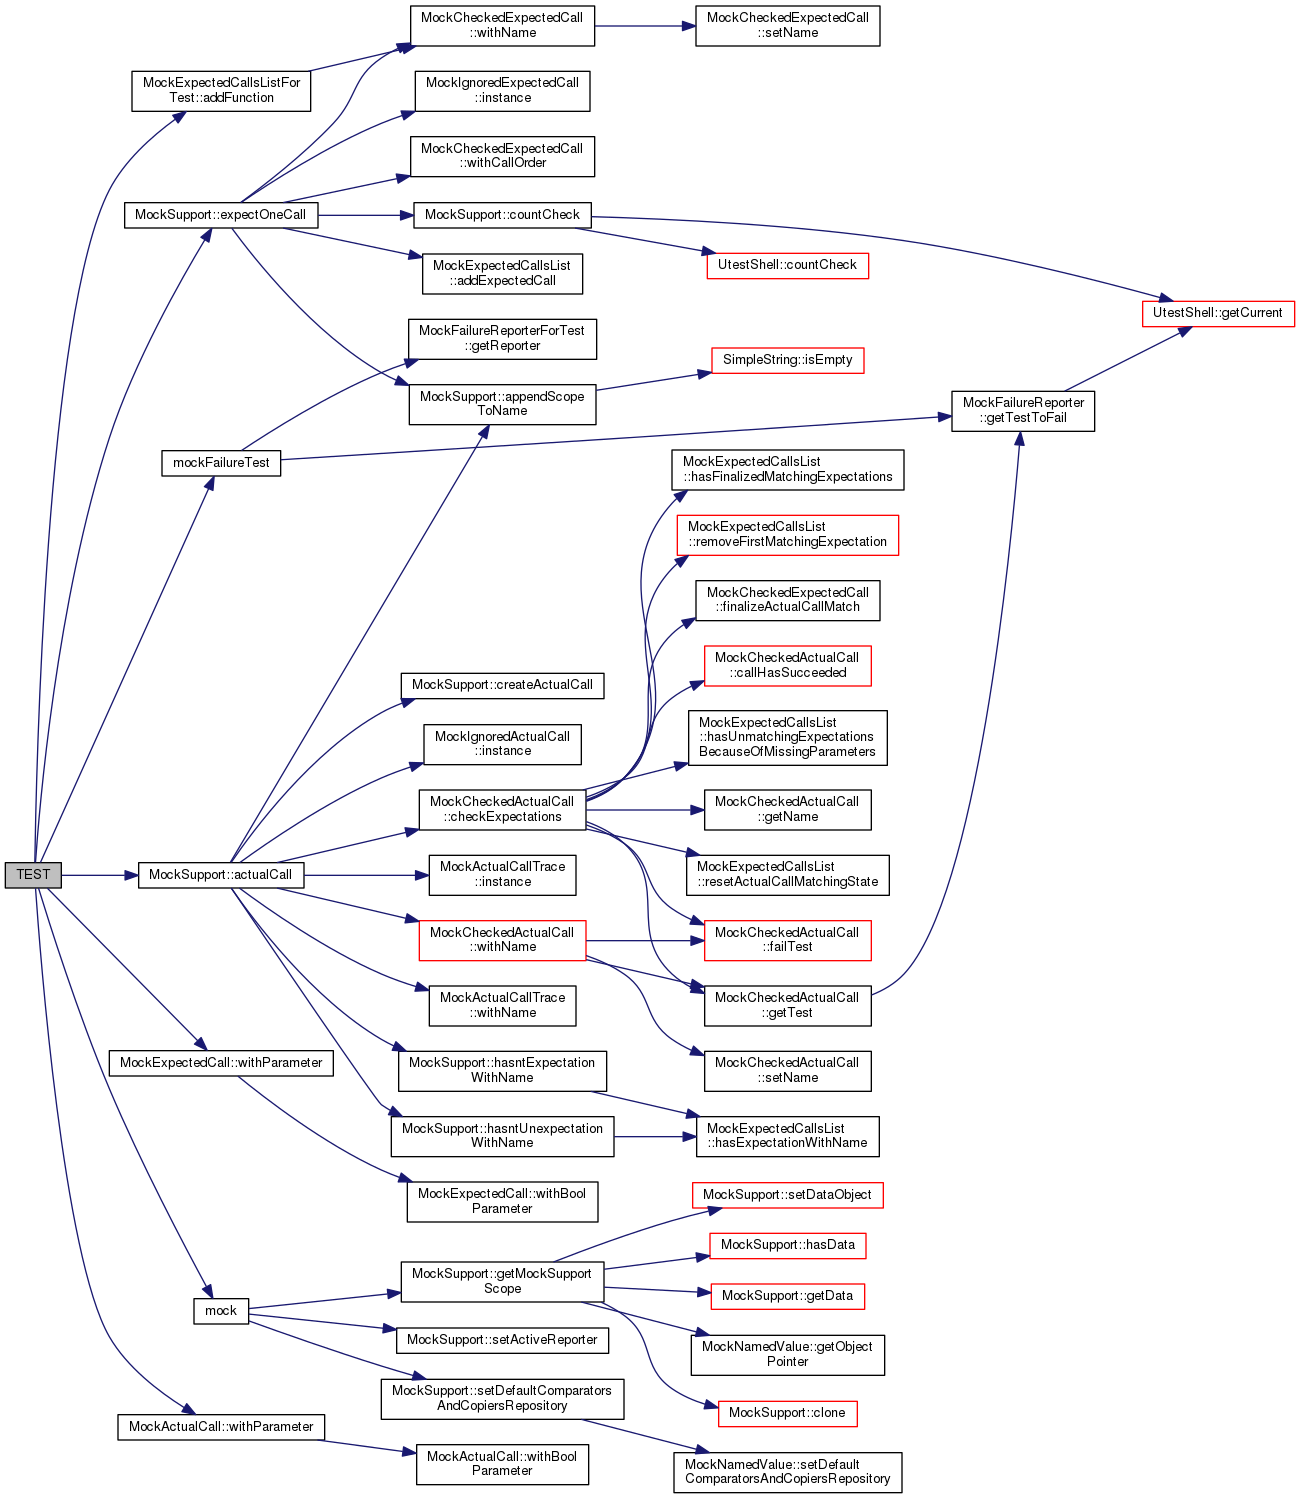 MockCheckedExpectedCall
::withName
MockCheckedExpectedCall
::setName
MockExpectedCallsListFor
Test::addFunction
MockIgnoredExpectedCall
::instance
MockCheckedExpectedCall
::withCallOrder
MockSupport::expectOneCall
MockSupport::countCheck
UtestShell::countCheck
MockExpectedCallsList
::addExpectedCall
UtestShell::getCurrent
MockFailureReporterForTest
::getReporter
SimpleString::isEmpty
MockSupport::appendScope
ToName
MockFailureReporter
::getTestToFail
mockFailureTest
MockExpectedCallsList
::hasFinalizedMatchingExpectations
MockExpectedCallsList
::removeFirstMatchingExpectation
MockCheckedExpectedCall
::finalizeActualCallMatch
MockCheckedActualCall
::callHasSucceeded
MockSupport::createActualCall
MockExpectedCallsList
::hasUnmatchingExpectations
BecauseOfMissingParameters
MockIgnoredActualCall
::instance
MockCheckedActualCall
::checkExpectations
MockCheckedActualCall
::getName
TEST
MockSupport::actualCall
MockActualCallTrace
::instance
MockExpectedCallsList
::resetActualCallMatchingState
MockCheckedActualCall
::withName
MockCheckedActualCall
::failTest
MockActualCallTrace
::withName
MockCheckedActualCall
::getTest
MockExpectedCall::withParameter
MockSupport::hasntExpectation
WithName
MockCheckedActualCall
::setName
MockSupport::hasntUnexpectation
WithName
MockExpectedCallsList
::hasExpectationWithName
MockExpectedCall::withBool
Parameter
MockSupport::setDataObject
MockSupport::hasData
MockSupport::getMockSupport
Scope
MockSupport::getData
mock
MockSupport::setActiveReporter
MockNamedValue::getObject
Pointer
MockSupport::setDefaultComparators
AndCopiersRepository
MockSupport::clone
MockActualCall::withParameter
MockActualCall::withBool
Parameter
MockNamedValue::setDefault
ComparatorsAndCopiersRepository